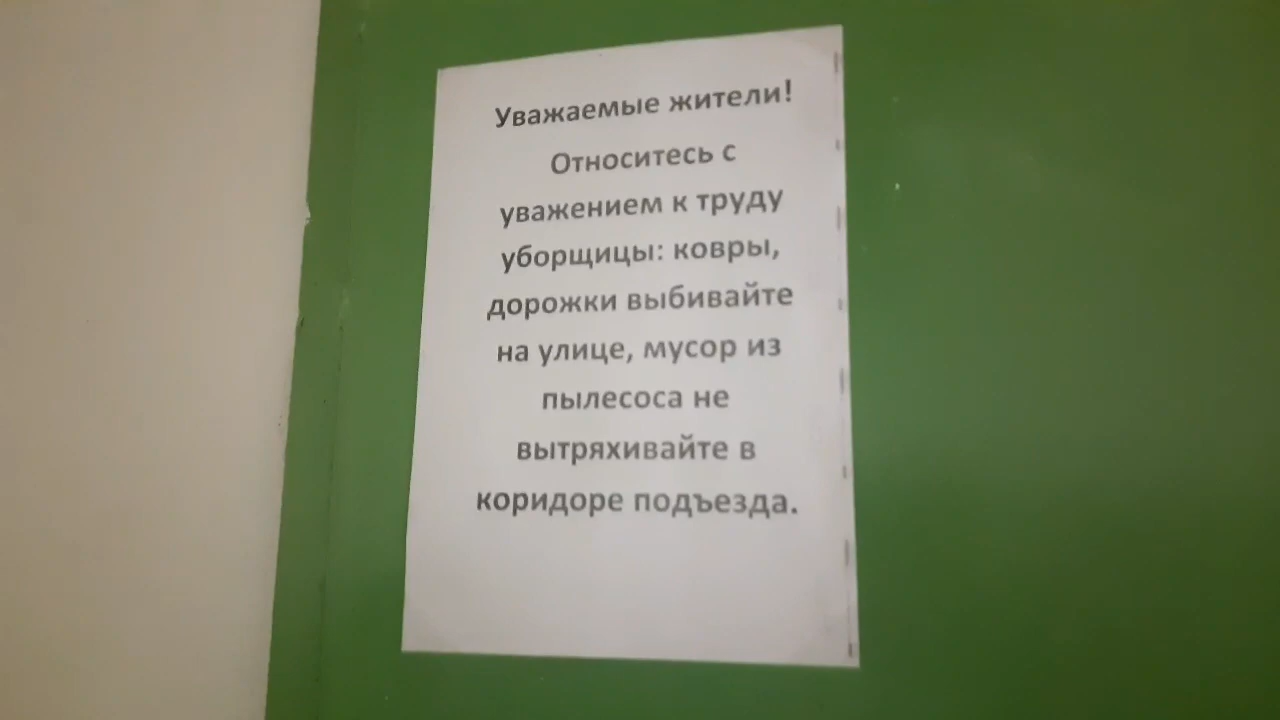 Уважаемые жители!
Относитесь с
уважением к труду
уборщицы: ковры,
дорожки выбивайте
на улице, мусор из
пылесоса не
вытряхивайте в
коридоре подъезда.